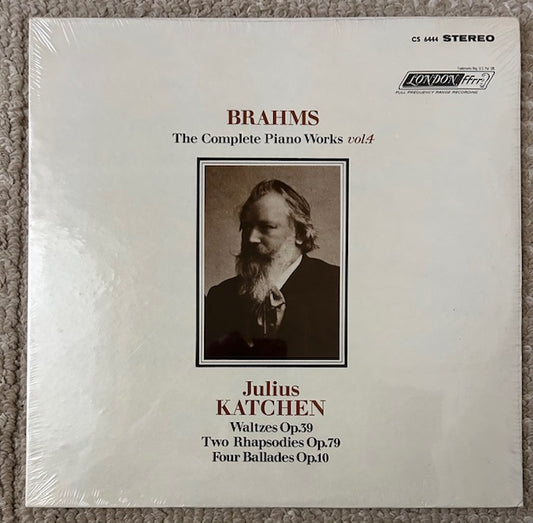 CS 6444 STEREO
LONDON ffrr
FULL FREQUENCY RANGE RECORDING
BRAHMS
The Complete Piano Works vol.4
Julius
KATCHEN
Waltzes Op.39
Two Rhapsodies Op.79
Four Ballades Op.10